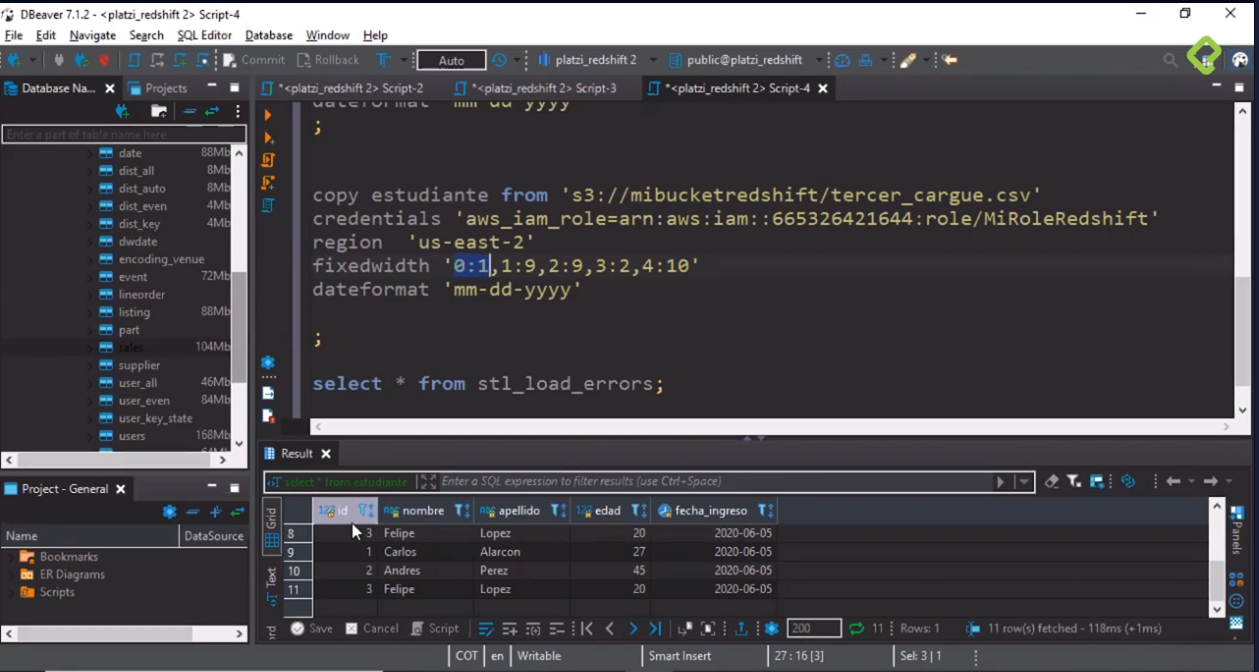 DBeaver 7.1.2 - <platzi_redshift 2> Script-4
File Edit Navigate Search SQL Editor Database Window Help
Commit Rollback Auto platzi_redshift 2 public@platzi_redshift
Database Na... Projects *<platzi_redshift 2> Script-2 *<platzi_redshift 2> Script-3 *<platzi_redshift 2> Script-4
Enter a part of table name here
date 88Mb
dist_all 8Mb
dist_auto 8Mb
dist_even 4Mb
dist_key 4Mb
dwdate
encoding_venue
event 72Mb
lineorder
listing 88Mb
part
sales 104Mb
supplier
user_all 46Mb
user_even 84Mb
user_key_state
users 168Mb
dateformat 'mm-dd-yyyy'
;
copy estudiante from 's3://mibucketredshift/tercer_cargue.csv'
credentials 'aws_iam_role=arn:aws:iam::665326421644:role/MiRoleRedshift'
region 'us-east-2'
fixedwidth '0:1,1:9,2:9,3:2,4:10'
dateformat 'mm-dd-yyyy'
;
select * from stl_load_errors;
Project - General
Name DataSource
Bookmarks
ER Diagrams
Scripts
Result
select * from estudiante Enter a SQL expression to filter results (use Ctrl+Space)
Grid
Text
Panels
123 id ABC nombre ABC apellido 123 edad fecha_ingreso
8 3 Felipe Lopez 20 2020-06-05
9 1 Carlos Alarcon 27 2020-06-05
10 2 Andres Perez 45 2020-06-05
11 3 Felipe Lopez 20 2020-06-05
Save Cancel Script 200 11 Rows: 1 11 row(s) fetched - 118ms (+1ms)
COT en Writable Smart Insert 27 : 16 [3] Sel: 3 | 1